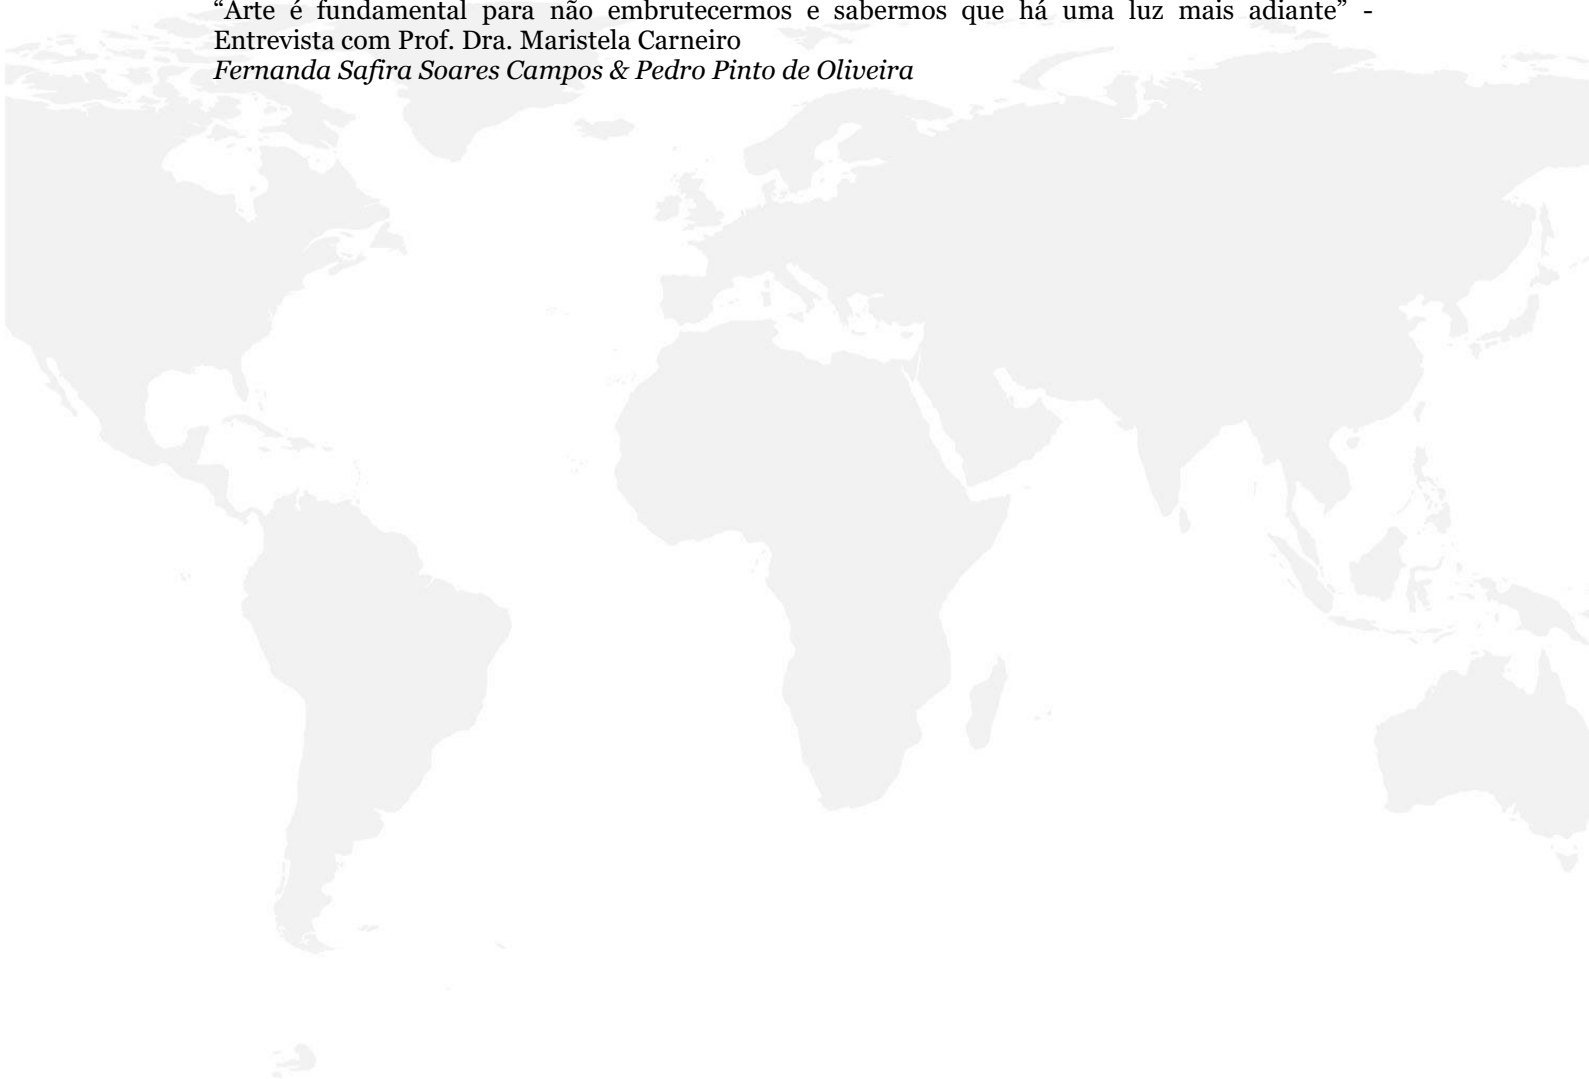 “Arte é fundamental para não embrutecermos e sabermos que há uma luz mais adiante” -
Entrevista com Prof. Dra. Maristela Carneiro
Fernanda Safira Soares Campos & Pedro Pinto de Oliveira